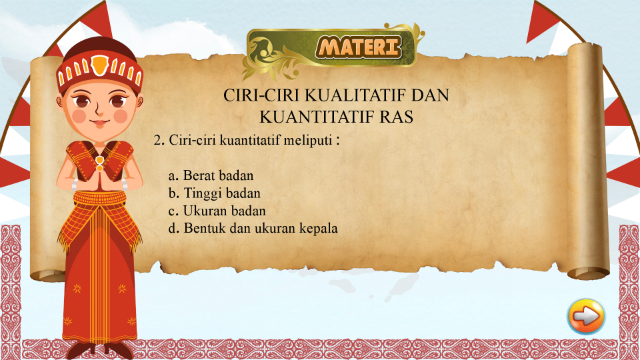 MATERI
CIRI-CIRI KUALITATIF DAN
KUANTITATIF RAS
2. Ciri-ciri kuantitatif meliputi :
a. Berat badan
b. Tinggi badan
c. Ukuran badan
d. Bentuk dan ukuran kepala